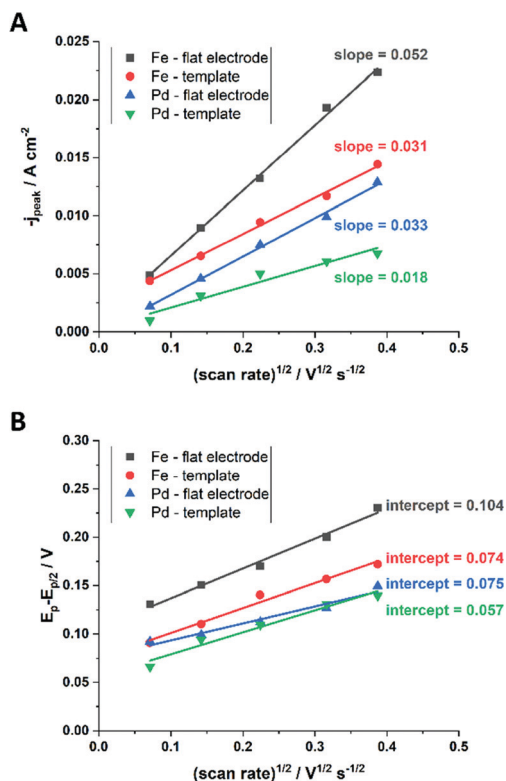 A
Fe - flat electrode
Fe - template
Pd - flat electrode
Pd - template
slope = 0.052
slope = 0.031
slope = 0.033
slope = 0.018
-j_peak / A cm⁻²
0.025
0.020
0.015
0.010
0.005
0.000
0.0 0.1 0.2 0.3 0.4 0.5
(scan rate)^1/2 / V^1/2 s^-1/2
B
Fe - flat electrode
Fe - template
Pd - flat electrode
Pd - template
intercept = 0.104
intercept = 0.074
intercept = 0.075
intercept = 0.057
E_p-E_p/2 / V
0.30
0.25
0.20
0.15
0.10
0.05
0.00
0.0 0.1 0.2 0.3 0.4 0.5
(scan rate)^1/2 / V^1/2 s^-1/2